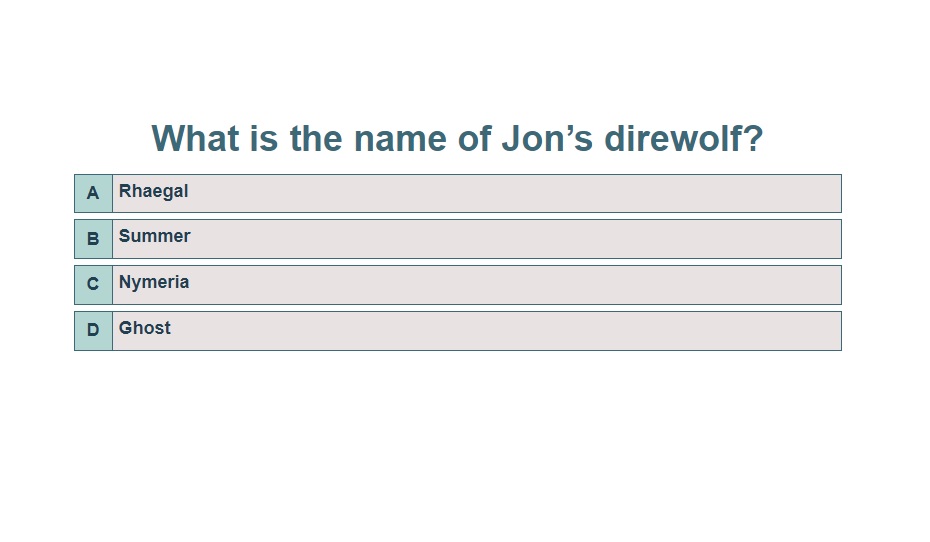 What is the name of Jon’s direwolf?
A Rhaegal
B Summer
C Nymeria
D Ghost